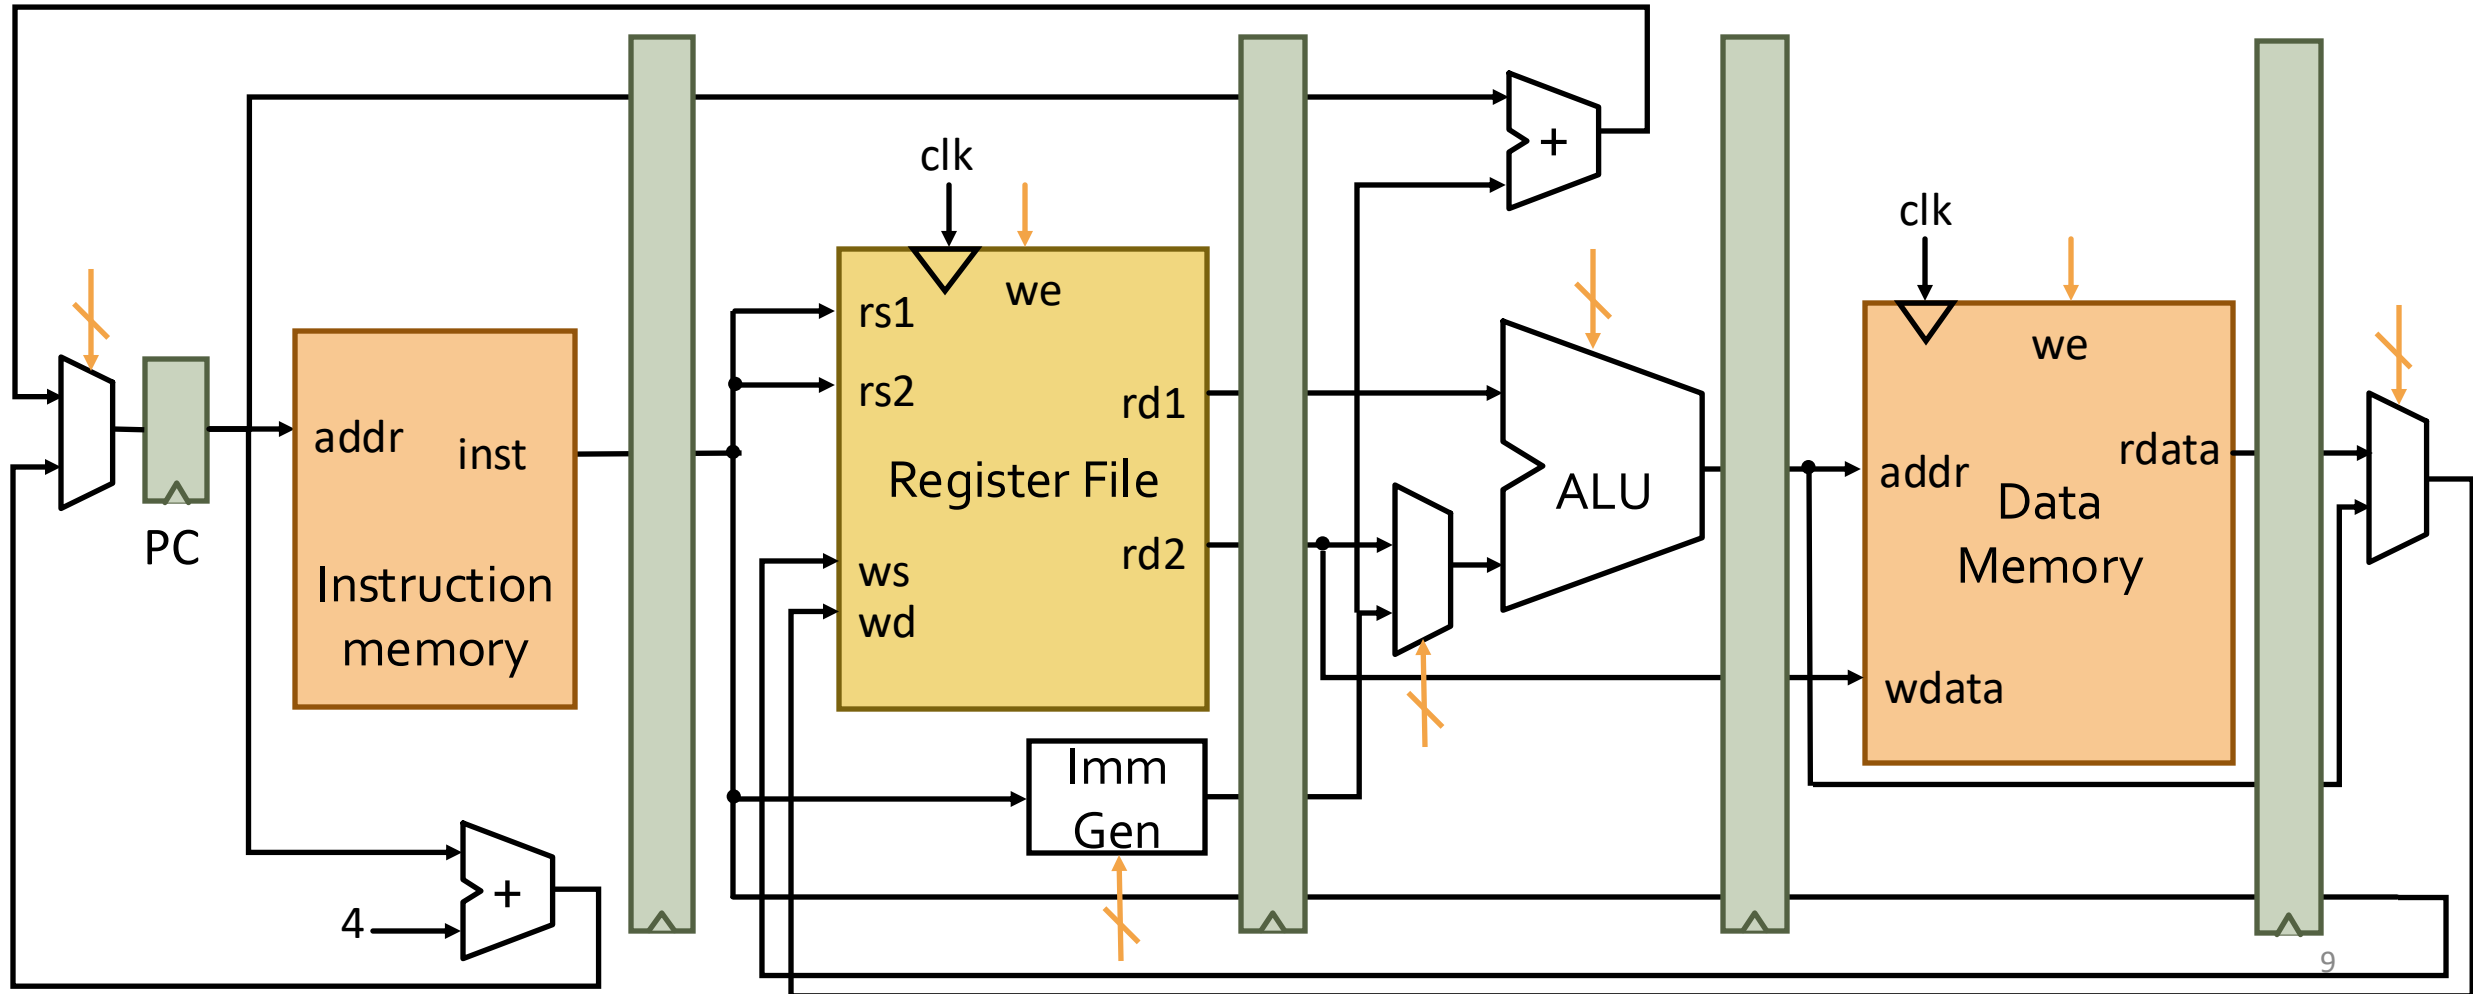 +
clk
clk
we
rs1
we
rs2
rd1
addr
inst
rdata
addr
Register File
ALU
Data
Memory
PC
rd2
ws
wd
Instruction
memory
wdata
Imm
Gen
+
4
9